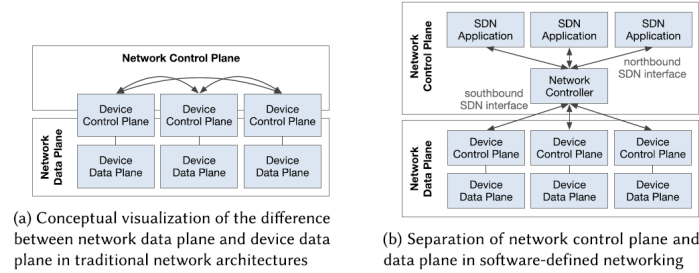 Network Control Plane
Device
Control Plane
Device
Control Plane
Device
Control Plane
Network
Data Plane
Device
Data Plane
Device
Data Plane
Device
Data Plane
(a) Conceptual visualization of the difference
between network data plane and device data
plane in traditional network architectures
Network
Control Plane
SDN
Application
SDN
Application
SDN
Application
northbound
SDN interface
southbound
SDN interface
Network
Controller
Network
Data Plane
Device
Control Plane
Device
Control Plane
Device
Control Plane
Device
Data Plane
Device
Data Plane
Device
Data Plane
(b) Separation of network control plane and
data plane in software-defined networking